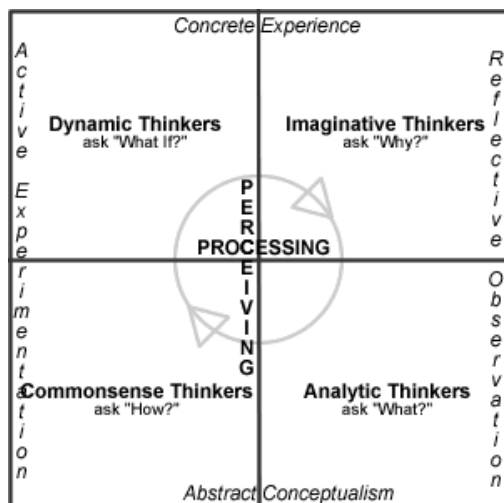 Concrete Experience
Active Experimentation
Reflective Observation
Dynamic Thinkers
ask "What If?"
Imaginative Thinkers
ask "Why?"
PERCEIVING
PROCESSING
Commonsense Thinkers
ask "How?"
Analytic Thinkers
ask "What?"
Abstract Conceptualism